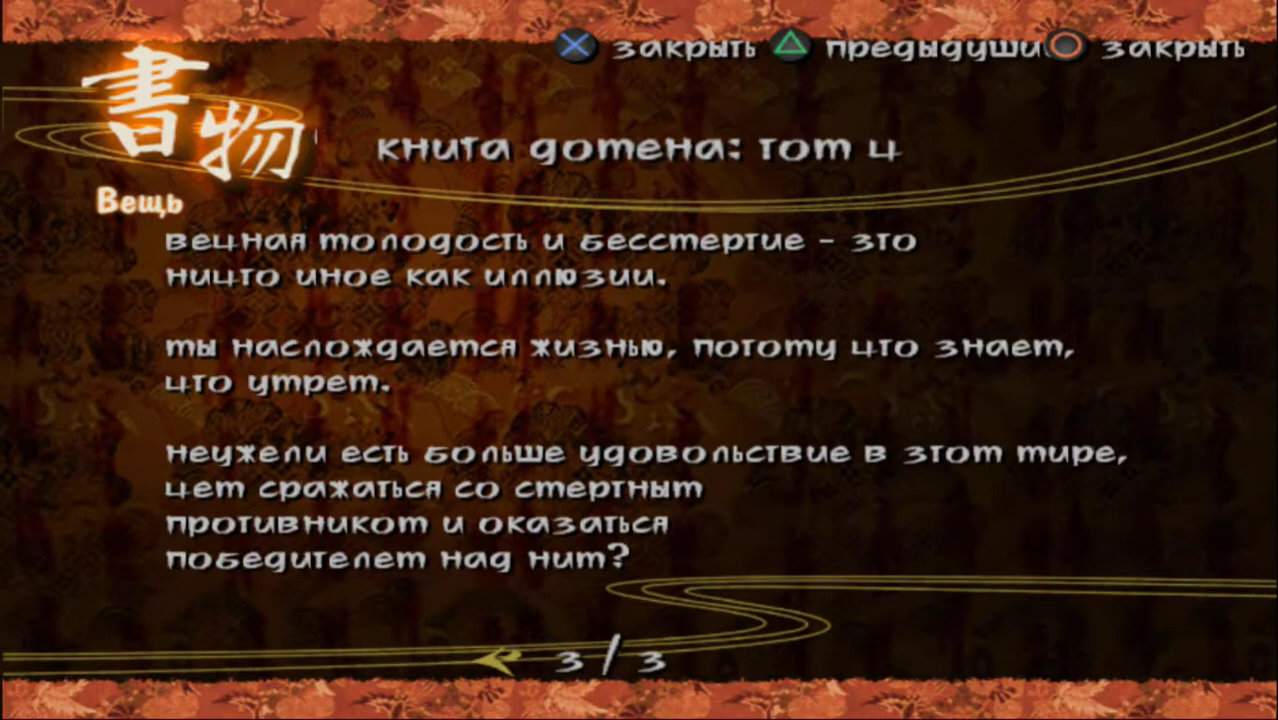 закрыть предыдущи закрыть
書物
Вещь
книга дотена: том 4
вечная молодость и бессмертие - это
ничто иное как иллюзии.
мы наслождается жизнью, потому что знает,
что умрет.
неужели есть больше удовольствие в этом мире,
чем сражаться со смертным
противником и оказаться
победителем над ним?
3 / 3